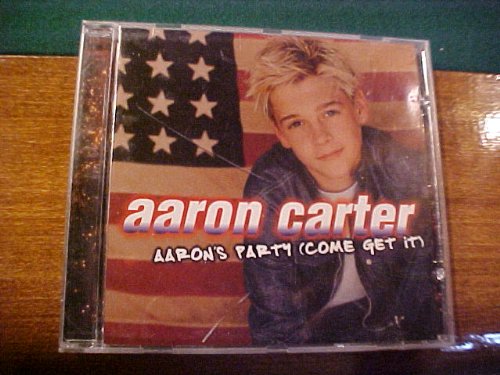 aaron carter
AARON'S PARTY (COME GET IT)